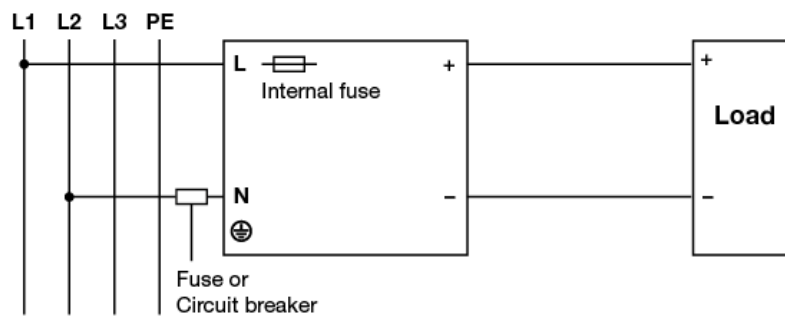 L1 L2 L3 PE
L +
Internal fuse
N –
Fuse or
Circuit breaker
+
Load
–